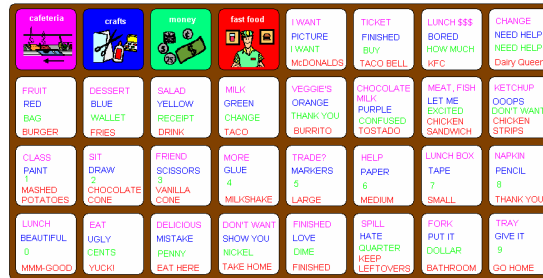 cafeteria
crafts
money
fast food
I WANT
PICTURE
I WANT
McDONALDS
TICKET
FINISHED
BUY
TACO BELL
LUNCH $$$
BORED
HOW MUCH
KFC
CHANGE
NEED HELP
NEED HELP
Dairy Queen
FRUIT
RED
BAG
BURGER
DESSERT
BLUE
WALLET
FRIES
SALAD
YELLOW
RECEIPT
DRINK
MILK
GREEN
CHANGE
TACO
VEGGIE'S
ORANGE
THANK YOU
BURRITO
CHOCOLATE
MILK
PURPLE
CONFUSED
TOSTADO
MEAT, FISH
LET ME
EXCITED
CHICKEN
SANDWICH
KETCHUP
OOOPS
DON'T WANT
CHICKEN
STRIPS
CLASS
PAINT
1
MASHED
POTATOES
SIT
DRAW
2
CHOCOLATE
CONE
FRIEND
SCISSORS
3
VANILLA
CONE
MORE
GLUE
4
MILKSHAKE
TRADE?
MARKERS
5
LARGE
HELP
PAPER
6
MEDIUM
LUNCH BOX
TAPE
7
SMALL
NAPKIN
PENCIL
8
THANK YOU
LUNCH
BEAUTIFUL
0
MMM-GOOD
EAT
UGLY
CENTS
YUCK!
DELICIOUS
MISTAKE
PENNY
EAT HERE
DON'T WANT
SHOW YOU
NICKEL
TAKE HOME
FINISHED
LOVE
DIME
FINISHED
SPILL
HATE
QUARTER
KEEP
LEFTOVERS
FORK
PUT IT
DOLLAR
BATHROOM
TRAY
GIVE IT
9
GO HOME